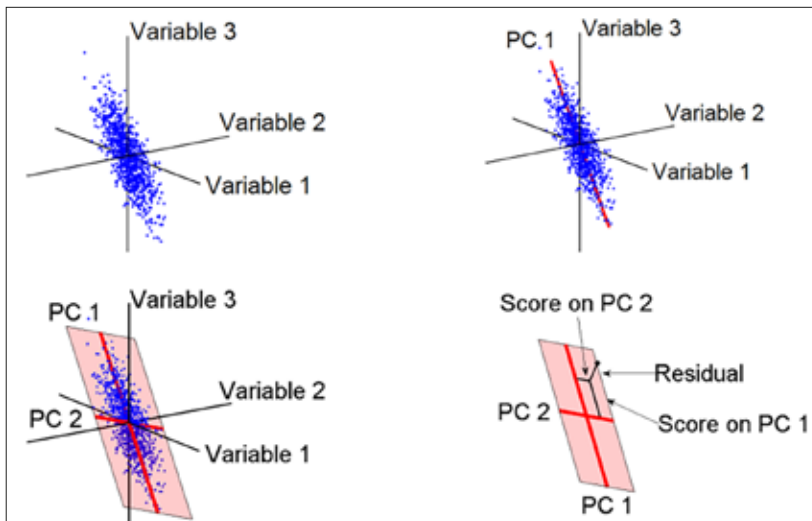 Variable 3
Variable 2
Variable 1
PC 1
Variable 3
Variable 2
Variable 1
PC 1
Variable 3
Variable 2
PC 2
Variable 1
Score on PC 2
Residual
PC 2
Score on PC 1
PC 1